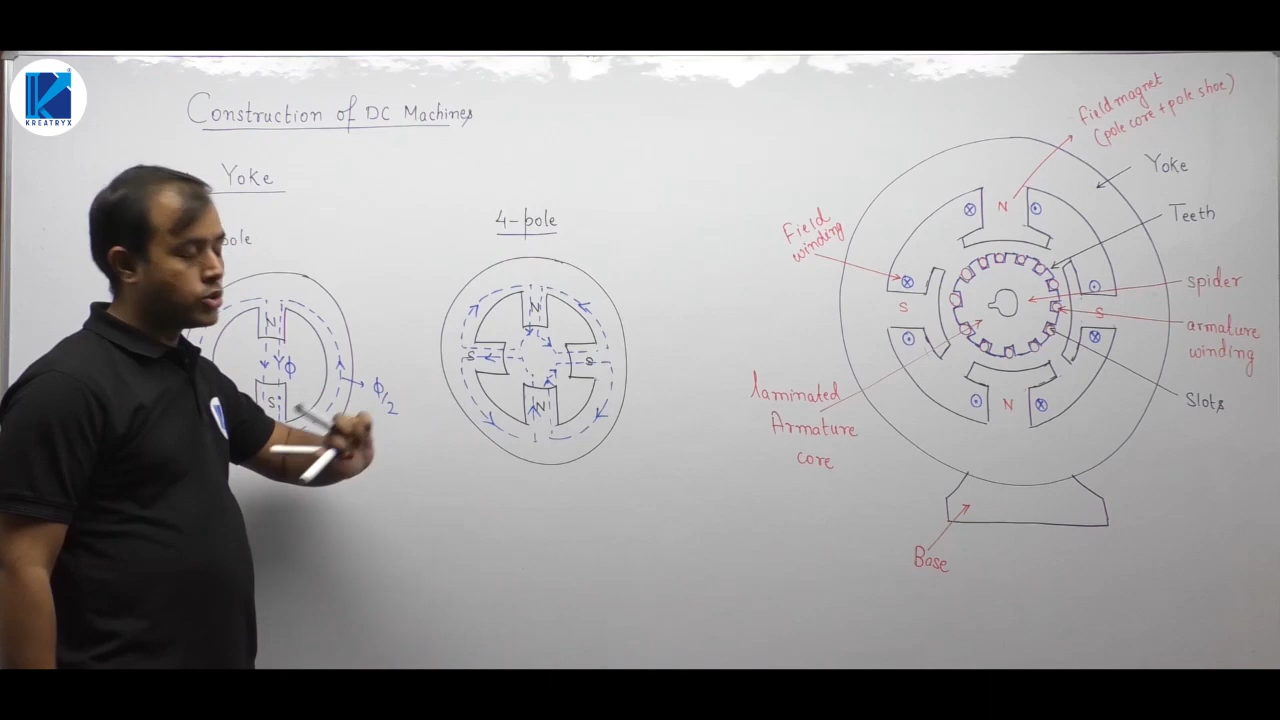 KREATRYX
Construction of DC Machines
Yoke
pole
N
ϕ
S
ϕ/2
4-pole
N
S
S
N
Field magnet
(pole core + pole shoe)
Yoke
Teeth
Field
winding
N
S
S
N
spider
armature
winding
Slots
laminated
Armature
core
Base